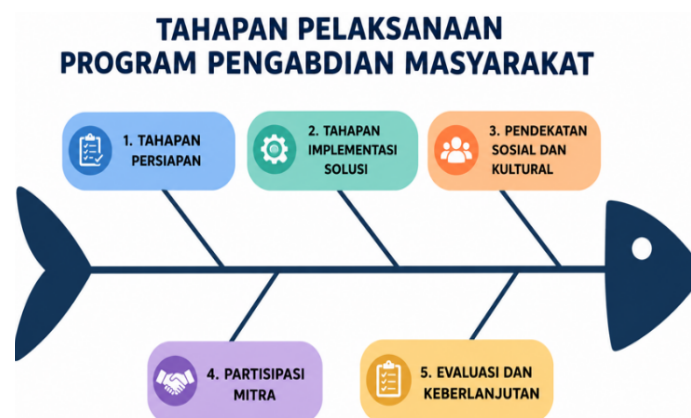 TAHAPAN PELAKSANAAN
PROGRAM PENGABDIAN MASYARAKAT
1. TAHAPAN
PERSIAPAN
2. TAHAPAN
IMPLEMENTASI
SOLUSI
3. PENDEKATAN
SOSIAL DAN
KULTURAL
4. PARTISIPASI
MITRA
5. EVALUASI DAN
KEBERLANJUTAN